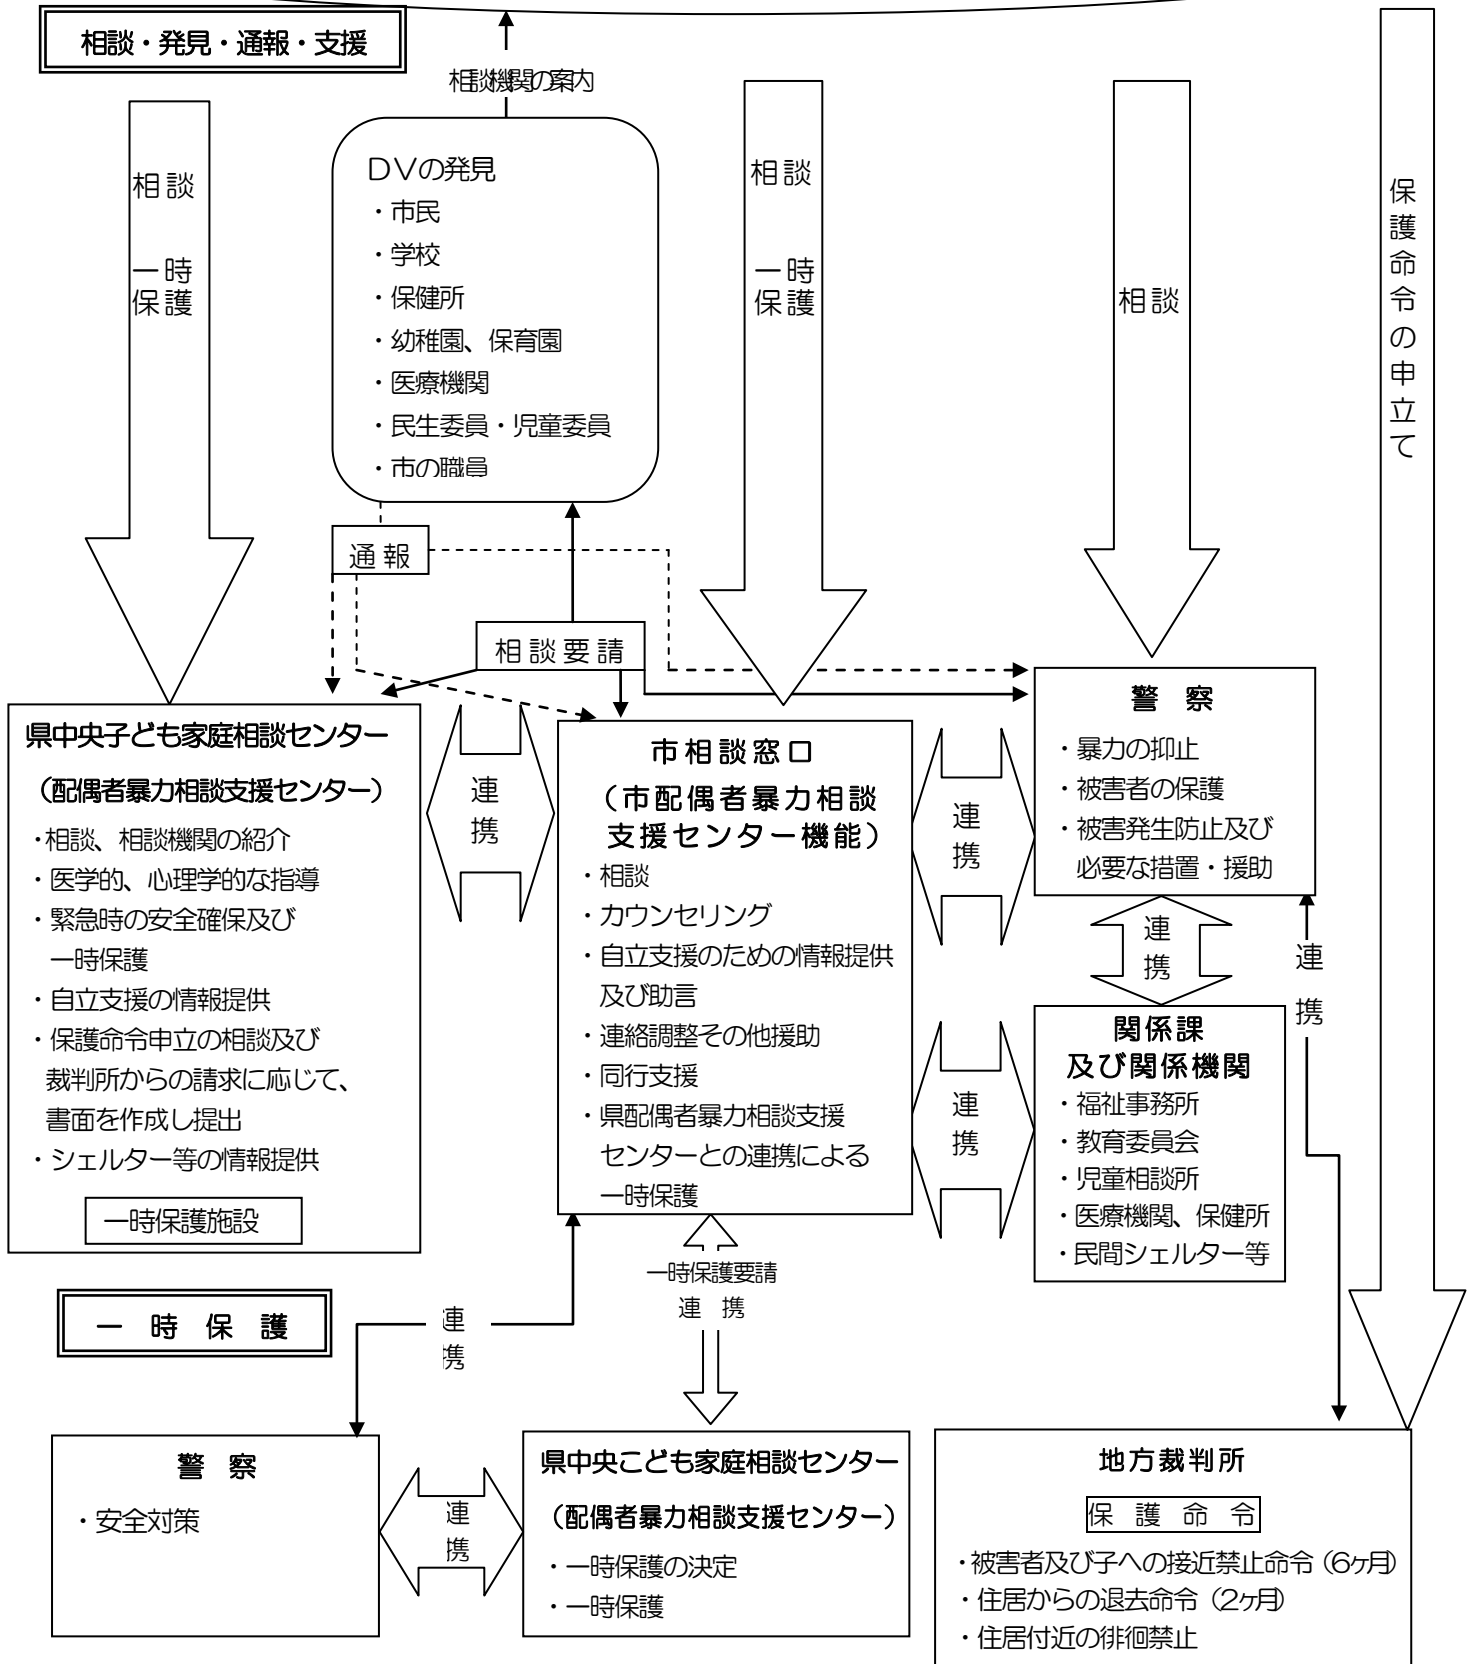 相談・発見・通報・支援
相談機関の案内
相談
一時
保護
DVの発見
・市民
・学校
・保健所
・幼稚園、保育園
・医療機関
・民生委員・児童委員
・市の職員
相談
一時
保護
相談
保護命令の申立て
通報
相談要請
県中央子ども家庭相談センター
（配偶者暴力相談支援センター）
・相談、相談機関の紹介
・医学的、心理学的な指導
・緊急時の安全確保及び
一時保護
・自立支援の情報提供
・保護命令申立の相談及び
裁判所からの請求に応じて、
書面を作成し提出
・シェルター等の情報提供
一時保護施設
連
携
市相談窓口
（市配偶者暴力相談
支援センター機能）
・相談
・カウンセリング
・自立支援のための情報提供
及び助言
・連絡調整その他援助
・同行支援
・県配偶者暴力相談支援
センターとの連携による
一時保護
連
携
連
携
警 察
・暴力の抑止
・被害者の保護
・被害発生防止及び
必要な措置・援助
連
携
連
携
関係課
及び関係機関
・福祉事務所
・教育委員会
・児童相談所
・医療機関、保健所
・民間シェルター等
一 時 保 護
連
携
一時保護要請
連 携
警 察
・安全対策
連
携
県中央こども家庭相談センター
（配偶者暴力相談支援センター）
・一時保護の決定
・一時保護
地方裁判所
保 護 命 令
・被害者及び子への接近禁止命令（6ヶ月）
・住居からの退去命令（2ヶ月）
・住居付近の徘徊禁止